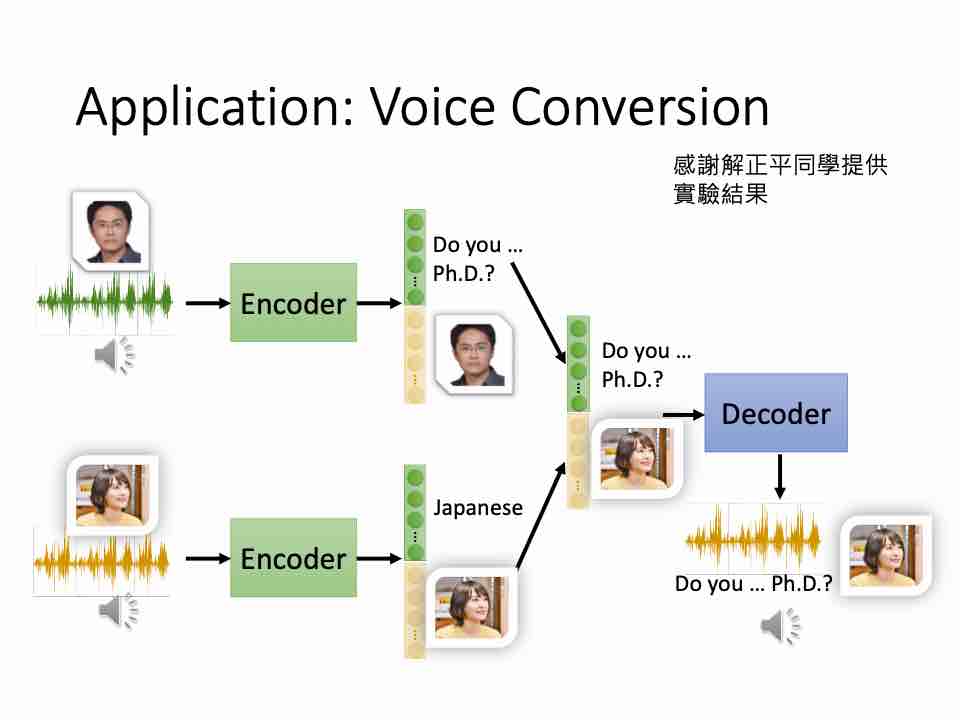 Application: Voice Conversion
感謝解正平同學提供
實驗結果
Do you …
Ph.D.?
Encoder
Do you …
Ph.D.?
Decoder
Japanese
Encoder
Do you … Ph.D.?